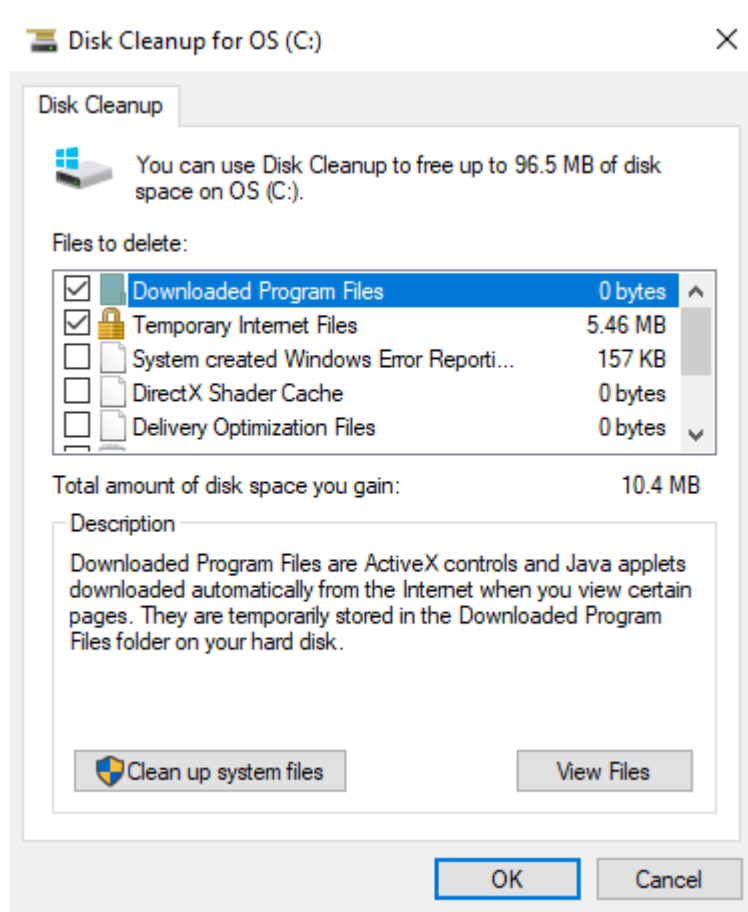 Disk Cleanup for OS (C:)
Disk Cleanup
You can use Disk Cleanup to free up to 96.5 MB of disk
space on OS (C:).
Files to delete:
Downloaded Program Files 0 bytes
Temporary Internet Files 5.46 MB
System created Windows Error Reporti... 157 KB
DirectX Shader Cache 0 bytes
Delivery Optimization Files 0 bytes
Total amount of disk space you gain: 10.4 MB
Description
Downloaded Program Files are ActiveX controls and Java applets
downloaded automatically from the Internet when you view certain
pages. They are temporarily stored in the Downloaded Program
Files folder on your hard disk.
Clean up system files View Files
OK Cancel